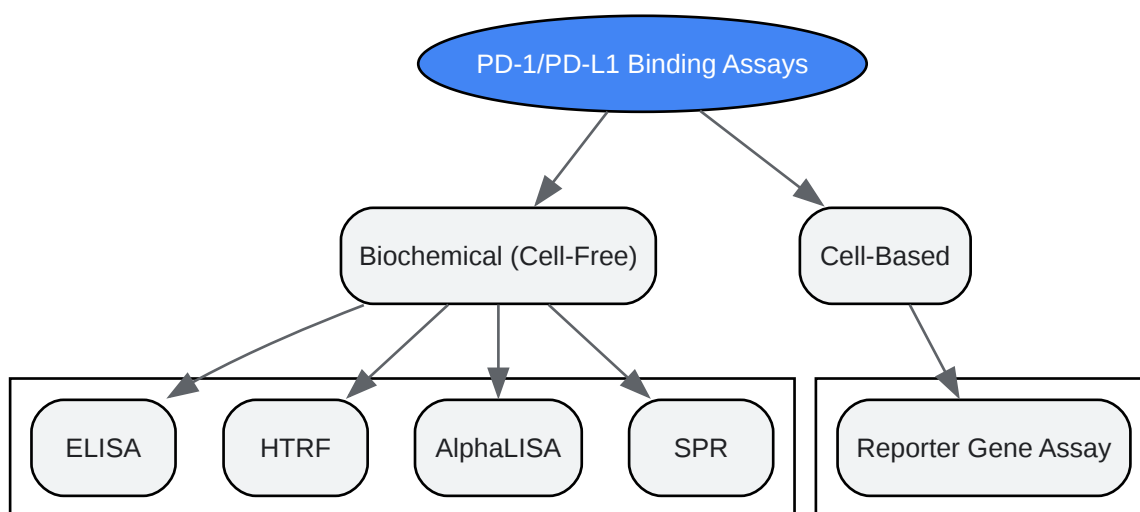 PD-1/PD-L1 Binding Assays
Biochemical (Cell-Free)
Cell-Based
ELISA
HTRF
AlphaLISA
SPR
Reporter Gene Assay